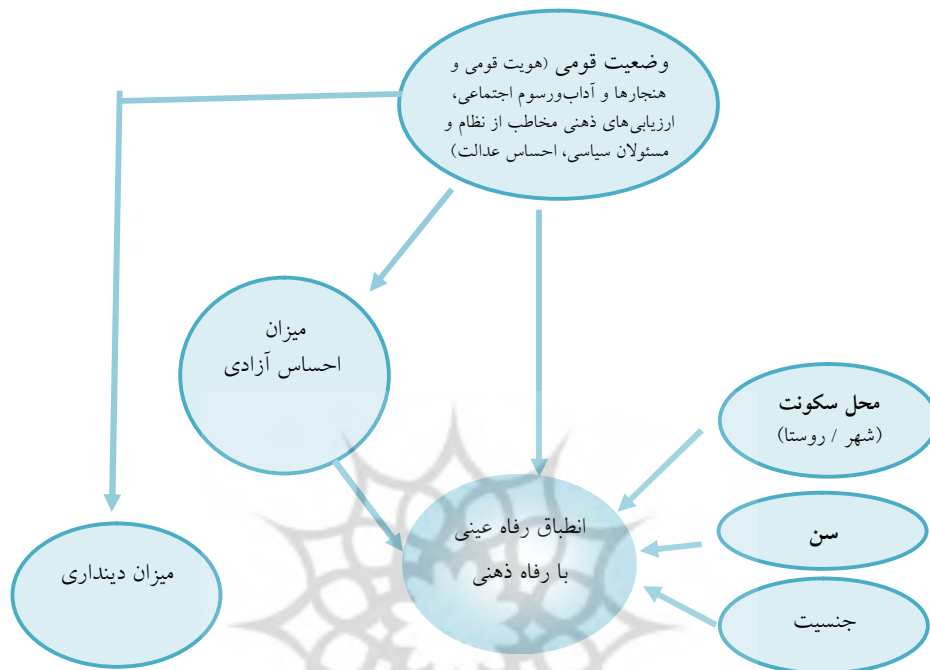 وضعیت قومی (هویت قومی و
هنجارها و آداب‌ورسوم اجتماعی،
ارزیابی‌های ذهنی مخاطب از نظام و
مسئولان سیاسی، احساس عدالت)
میزان
احساس آزادی
محل سکونت
(شهر / روستا)
انطباق رفاه عینی
با رفاه ذهنی
سن
میزان دینداری
جنسیت